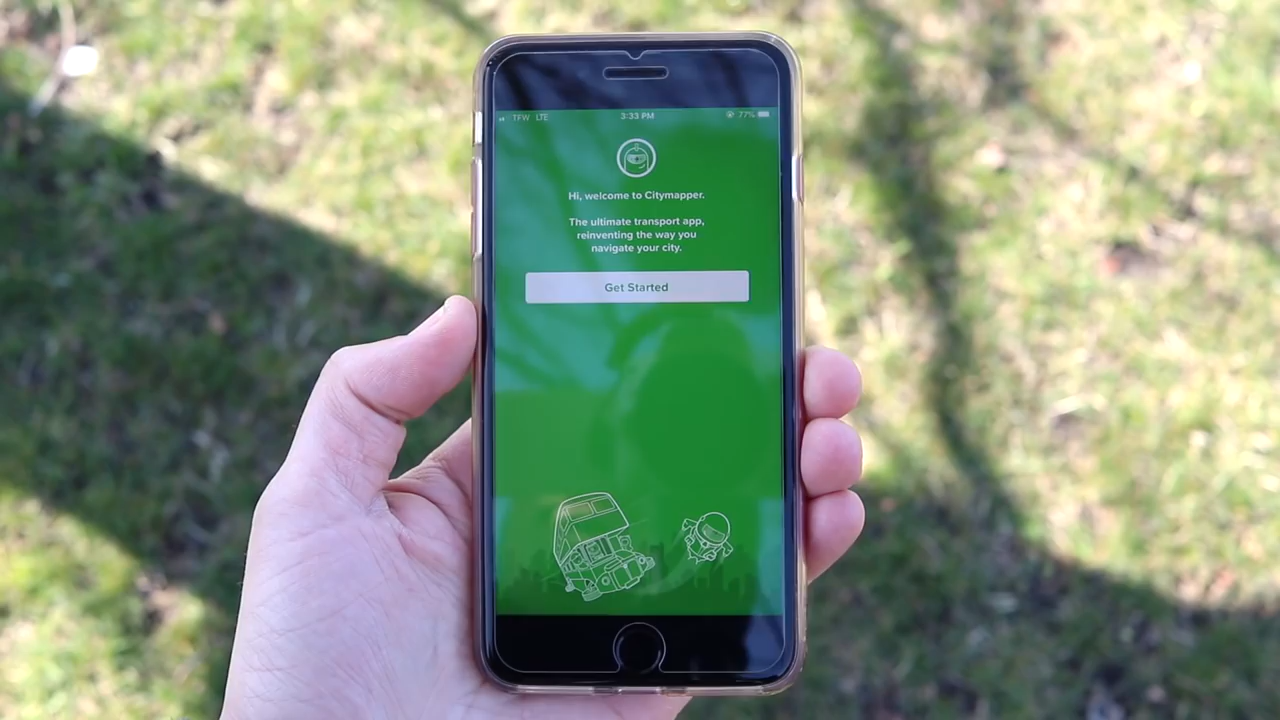 TFW LTE 3:33 PM 77%
Hi, welcome to Citymapper.
The ultimate transport app,
reinventing the way you
navigate your city.
Get Started